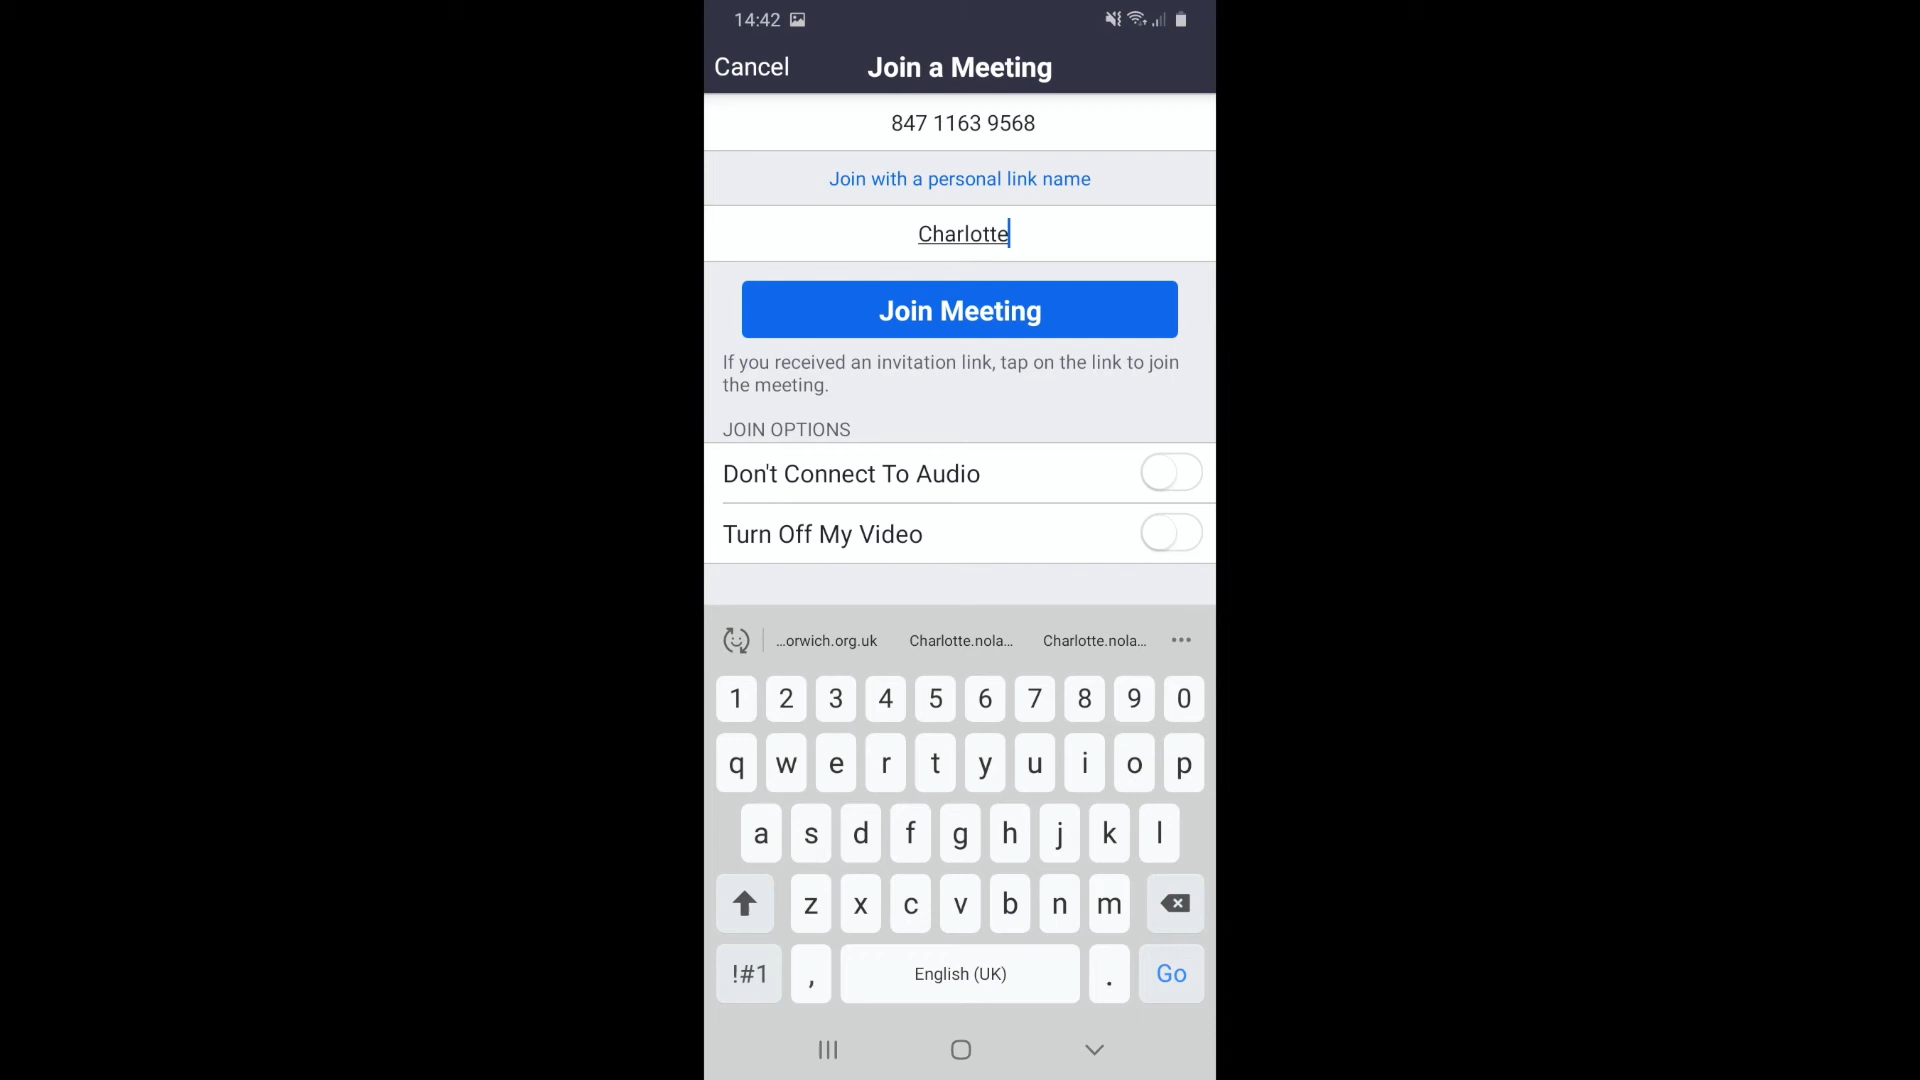 14:42
Cancel Join a Meeting
847 1163 9568
Join with a personal link name
Charlotte
Join Meeting
If you received an invitation link, tap on the link to join
the meeting.
JOIN OPTIONS
Don't Connect To Audio
Turn Off My Video
...orwich.org.uk Charlotte.nola... Charlotte.nola...
1 2 3 4 5 6 7 8 9 0
q w e r t y u i o p
a s d f g h j k l
z x c v b n m
!#1 , English (UK) . Go